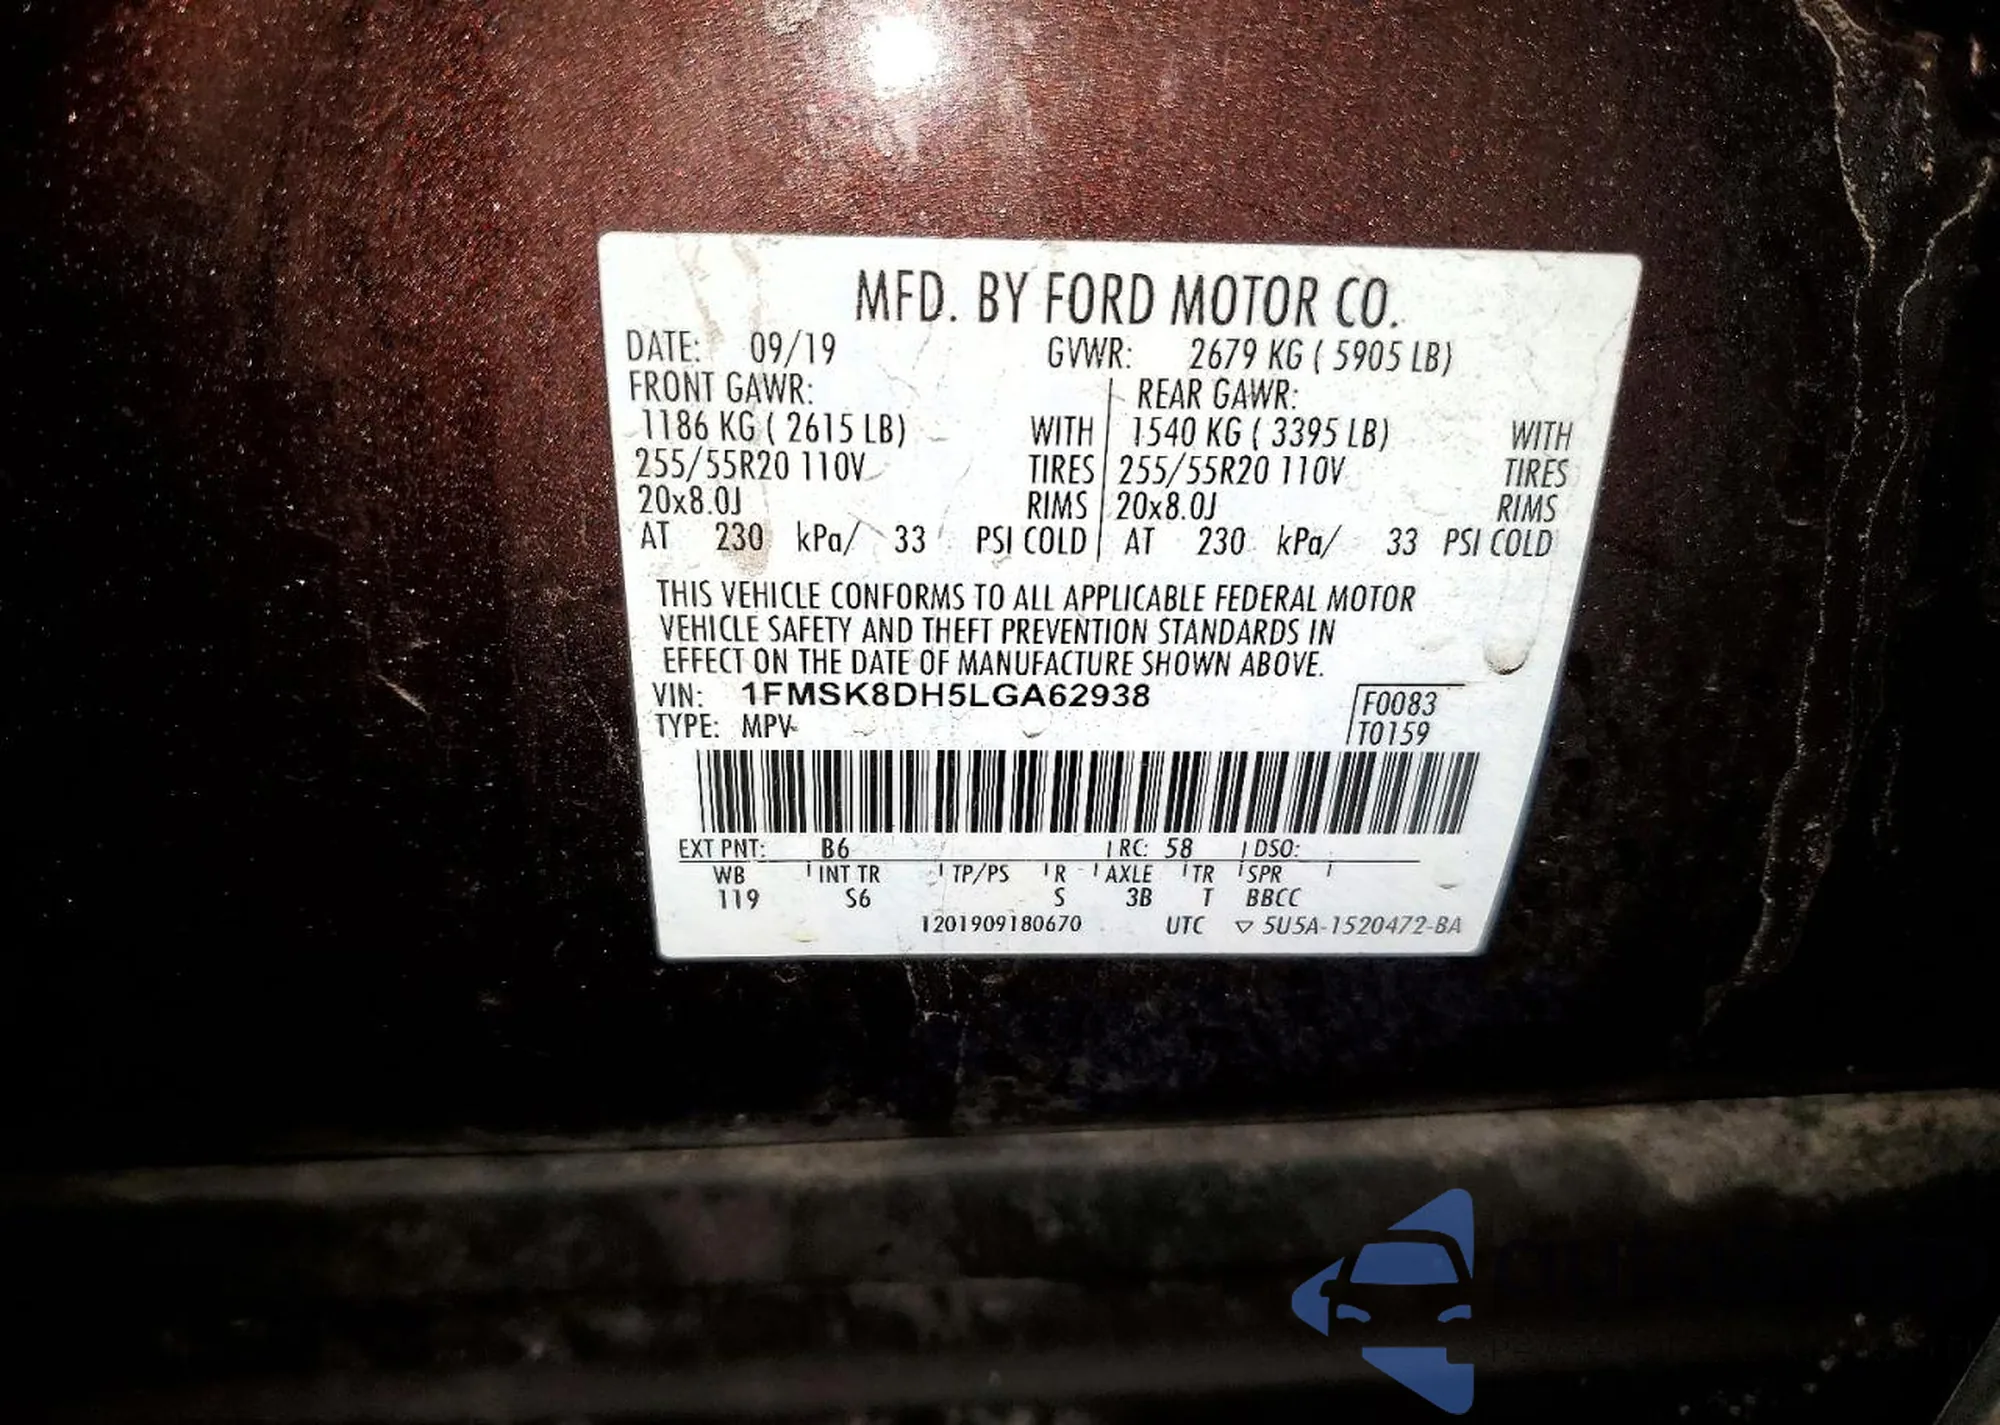 MFD. BY FORD MOTOR CO.
DATE: 09/19 GVWR: 2679 KG ( 5905 LB)
FRONT GAWR: REAR GAWR:
1186 KG ( 2615 LB) WITH 1540 KG ( 3395 LB) WITH
255/55R20 110V TIRES 255/55R20 110V TIRES
20x8.0J RIMS 20x8.0J RIMS
AT 230 kPa/ 33 PSI COLD AT 230 kPa/ 33 PSI COLD
THIS VEHICLE CONFORMS TO ALL APPLICABLE FEDERAL MOTOR
VEHICLE SAFETY AND THEFT PREVENTION STANDARDS IN
EFFECT ON THE DATE OF MANUFACTURE SHOWN ABOVE.
VIN: 1FMSK8DH5LGA62938 F0083
TYPE: MPV T0159
EXT PNT: B6 RC: 58 DSO:
WB INT TR TP/PS R AXLE TR SPR
119 S6 S 3B T BBCC
1201909180670 UTC ▽ 5U5A-1520472-BA